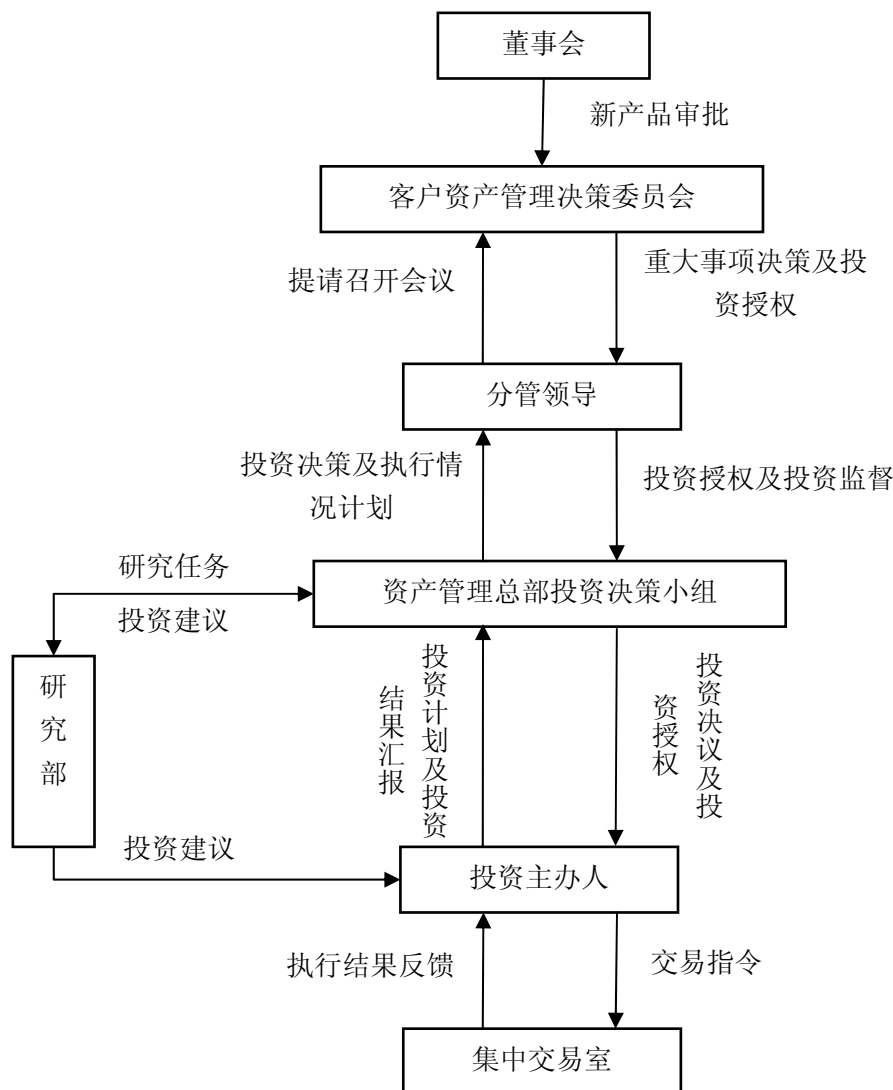 董事会
新产品审批
客户资产管理决策委员会
提请召开会议
重大事项决策及投
资授权
分管领导
投资决策及执行情
况计划
投资授权及投资监督
研究任务
资产管理总部投资决策小组
投资建议
研究部
投资计划及投资
结果汇报
投资决议及投
资授权
投资建议
投资主办人
执行结果反馈
交易指令
集中交易室